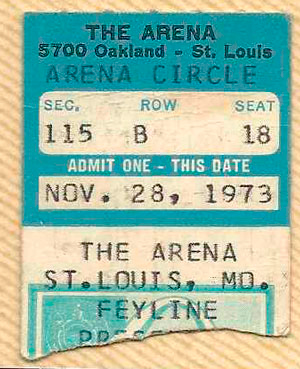 THE ARENA
5700 Oakland - St. Louis
ARENA CIRCLE
SEC. ROW SEAT
115 B 18
ADMIT ONE - THIS DATE
NOV. 28, 1973
THE ARENA
ST.LOUIS, MO.
FEYLINE